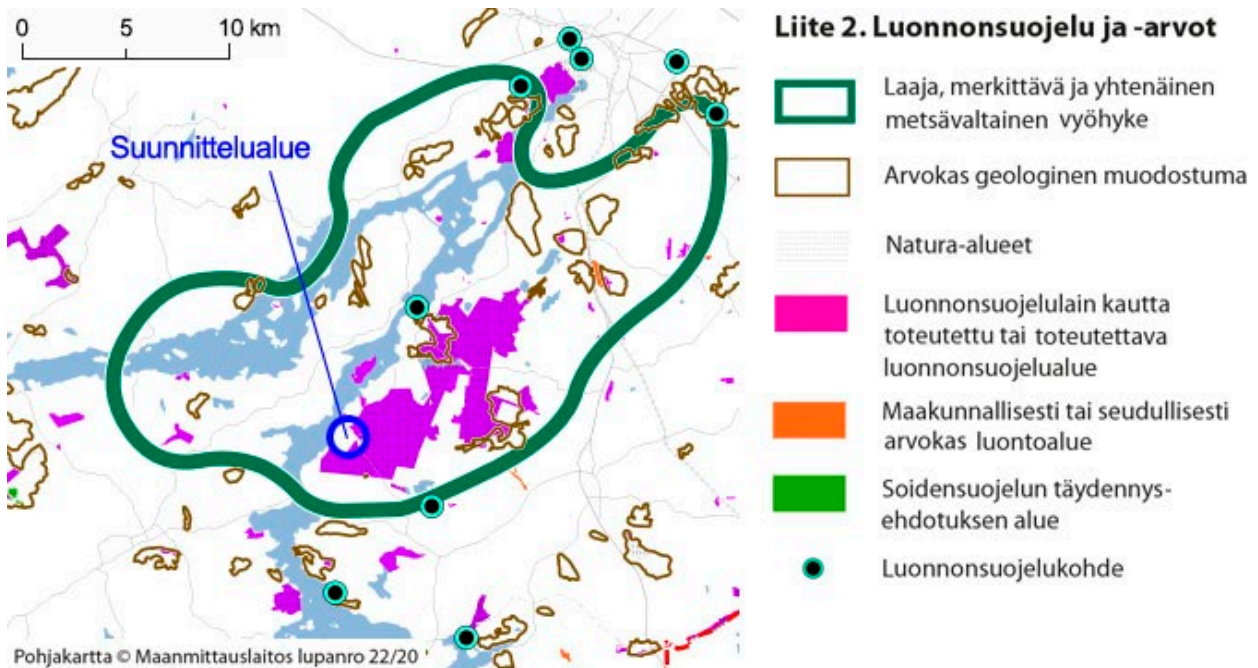 0 5 10 km
Suunnittelualue
Pohjakartta © Maanmittauslaitos lupanro 22/20
Liite 2. Luonnonsuojelu ja -arvot
Laaja, merkittävä ja yhtenäinen
metsävaltainen vyöhyke
Arvokas geologinen muodostuma
Natura-alueet
Luonnonsuojelulain kautta
toteutettu tai toteutettava
luonnonsuojelualue
Maakunnallisesti tai seudullisesti
arvokas luontoalue
Soidensuojelun täydennys-
ehdotuksen alue
Luonnonsuojelukohde